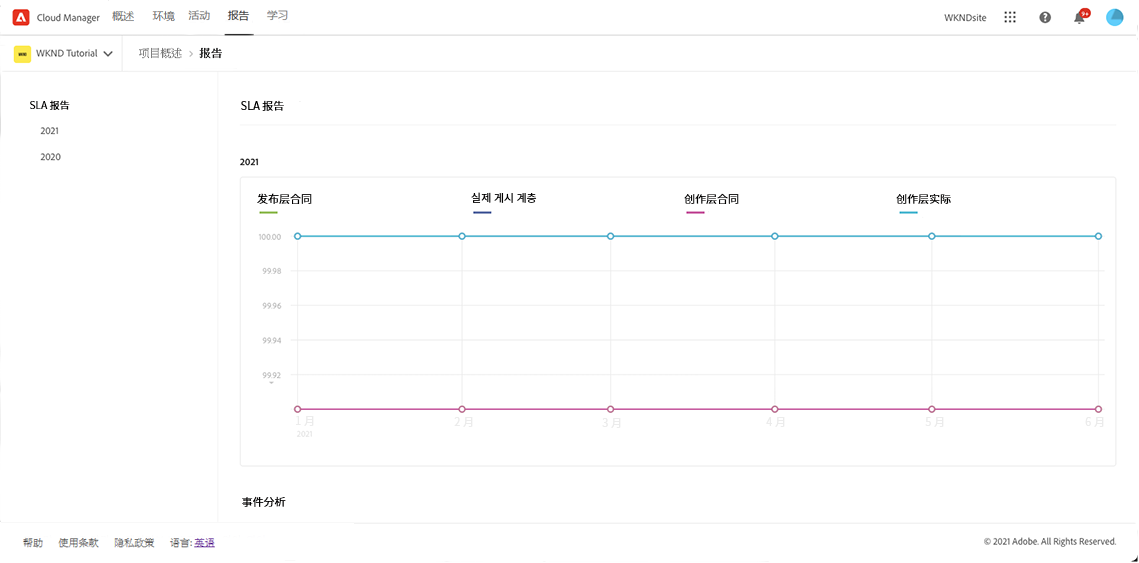 Cloud Manager 概述 环境 活动 报告 学习 WKNDsite 9+
WKND Tutorial 项目概述 › 报告
SLA 报告
2021
2020
SLA 报告
2021
发布层合同 실제 게시 계층 创作层合同 创作层实际
100.00
99.98
99.96
99.94
99.92
1 月 2 月 3 月 4 月 5 月 6 月
2021
事件分析
帮助 使用条款 隐私政策 语言: 英语 © 2021 Adobe. All Rights Reserved.